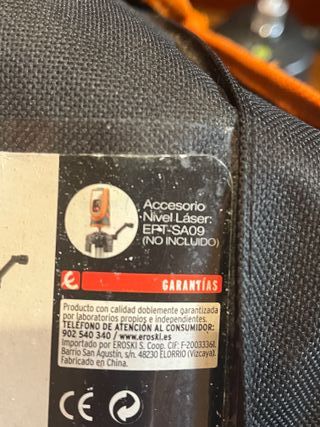 Accesorio
Nivel Láser:
EPT-SA09
(NO INCLUIDO)
GARANTÍAS
Producto con calidad doblemente garantizada
por laboratorios propios e independientes.
TELÉFONO DE ATENCIÓN AL CONSUMIDOR:
902 540 340 / www.eroski.es
Importado por EROSKI S. Coop. CIF: F-20033361.
Barrio San Agustín, s/n. 48230 ELORRIO (Vizcaya).
Fabricado en China.
CE